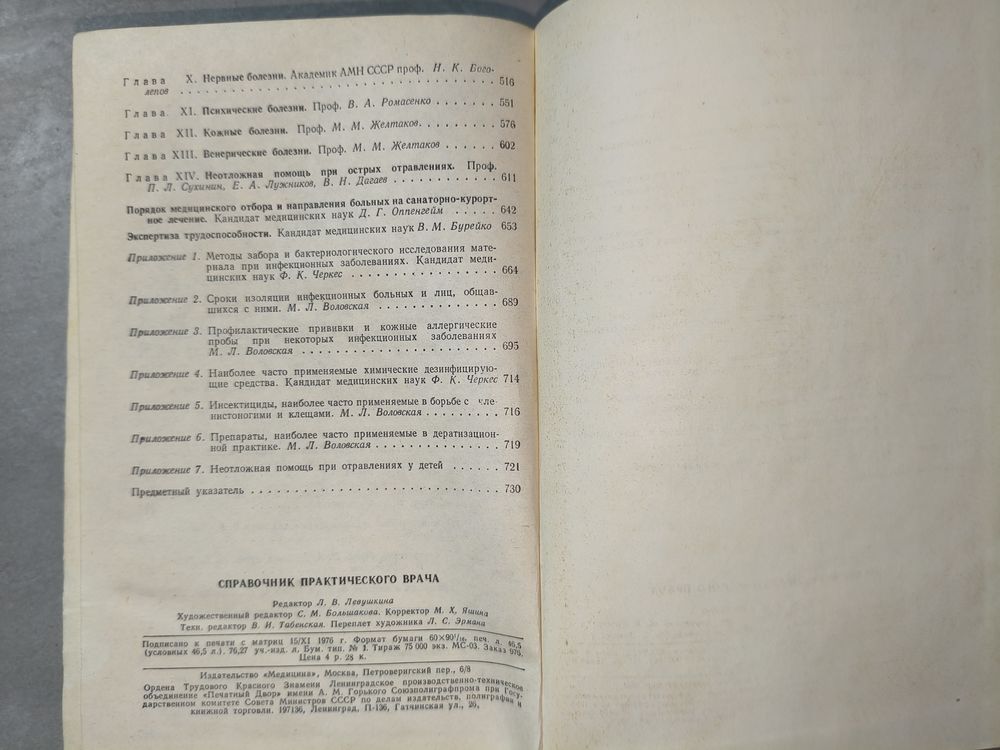 Глава X. Нервные болезни. Академик АМН СССР проф. Н. К. Бого-
лепов . . . . . . . . . . . . . . . . . . . . . . . . . . . 516
Глава XI. Психические болезни. Проф. В. А. Ромасенко . . . . . . . 551
Глава XII. Кожные болезни. Проф. М. М. Желтаков. . . . . . . . . 576
Глава XIII. Венерические болезни. Проф. М. М. Желтаков . . . . . . 602
Глава XIV. Неотложная помощь при острых отравлениях. Проф.
П. Л. Сухинин, Е. А. Лужников, В. Н. Дагаев . . . . . . . . . . . 611
Порядок медицинского отбора и направления больных на санаторно-курорт-
ное лечение. Кандидат медицинских наук Д. Г. Оппенгейм . . . . . 642
Экспертиза трудоспособности. Кандидат медицинских наук В. М. Бурейко 653
Приложение 1. Методы забора и бактериологического исследования мате-
риала при инфекционных заболеваниях. Кандидат меди-
цинских наук Ф. К. Черкес . . . . . . . . . . . . . . . . 664
Приложение 2. Сроки изоляции инфекционных больных и лиц, общав-
шихся с ними. М. Л. Воловская . . . . . . . . . . . . . 689
Приложение 3. Профилактические прививки и кожные аллергические
пробы при некоторых инфекционных заболеваниях
М. Л. Воловская . . . . . . . . . . . . . . . . . . . . . 695
Приложение 4. Наиболее часто применяемые химические дезинфицирую-
щие средства. Кандидат медицинских наук Ф. К. Черкес 714
Приложение 5. Инсектициды, наиболее часто применяемые в борьбе с чле-
нистоногими и клещами. М. Л. Воловская . . . . . . . . . 716
Приложение 6. Препараты, наиболее часто применяемые в дератизацион-
ной практике. М. Л. Воловская . . . . . . . . . . . . . . 719
Приложение 7. Неотложная помощь при отравлениях у детей . . . . . . 721
Предметный указатель . . . . . . . . . . . . . . . . . . . . . . . . 730
СПРАВОЧНИК ПРАКТИЧЕСКОГО ВРАЧА
Редактор Л. В. Левушкина
Художественный редактор С. М. Большакова. Корректор М. Х. Яшина
Техн. редактор В. И. Табенская. Переплет художника Л. С. Эрмана
Подписано к печати с матриц 15/XI 1976 г. Формат бумаги 60×90¹/₁₆ печ. л. 46,5
(условных 46,5 л.) 76,27 уч.-изд. л. Бум. тип. № 1. Тираж 75 000 экз. МС-03. Заказ 976.
Цена 4 р. 28 к.
Издательство «Медицина», Москва, Петроверигский пер., 6/8
Ордена Трудового Красного Знамени Ленинградское производственно-техническое
объединение «Печатный Двор» имени А. М. Горького Союзполиграфпрома при Госу-
дарственном комитете Совета Министров СССР по делам издательств, полиграфии и
книжной торговли. 197136, Ленинград, П-136, Гатчинская ул., 26.